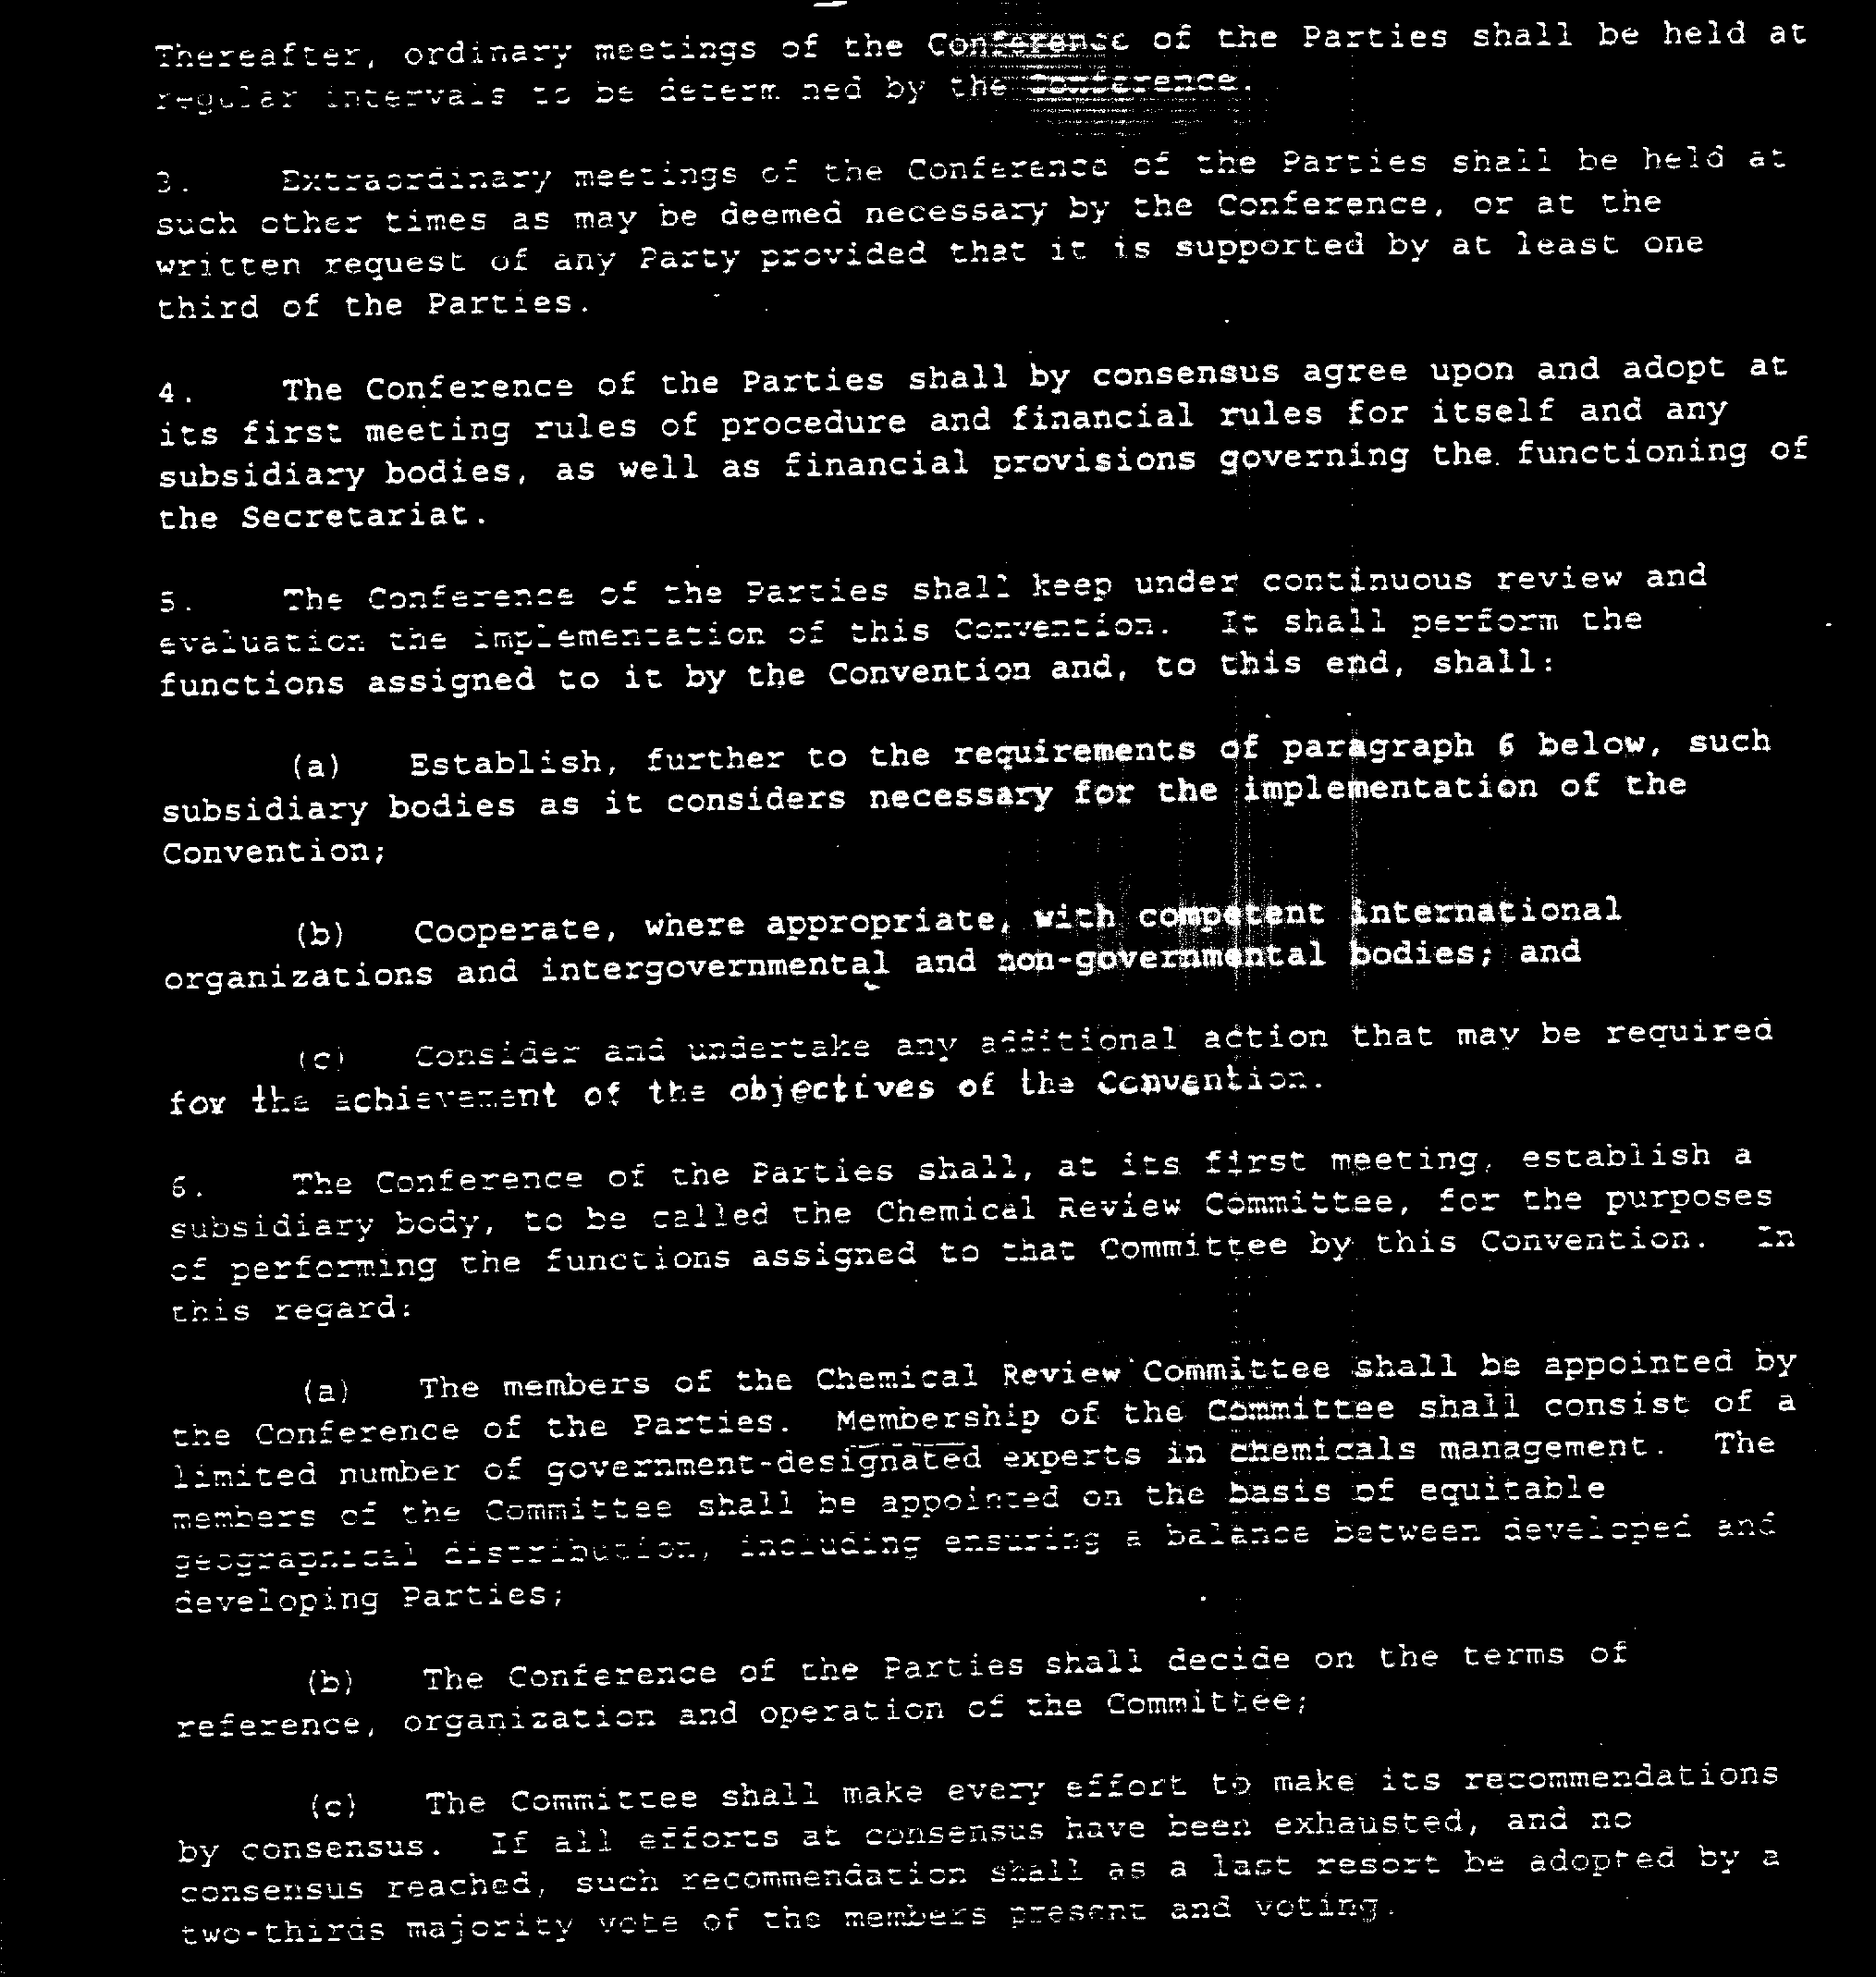 Thereafter, ordinary meetings of the Conference of the Parties shall be held at
regular intervals to be determ ned by the Conference.
3. Extraordinary meetings of the Conference of the Parties shall be held at
such other times as may be deemed necessary by the Conference, or at the
written request of any Party provided that it is supported by at least one
third of the Parties.
4. The Conference of the Parties shall by consensus agree upon and adopt at
its first meeting rules of procedure and financial rules for itself and any
subsidiary bodies, as well as financial provisions governing the functioning of
the Secretariat.
5. The Conference of the Parties shall keep under continuous review and
evaluation the implementation of this Convention. It shall perform the
functions assigned to it by the Convention and, to this end, shall:
(a) Establish, further to the requirements of paragraph 6 below, such
subsidiary bodies as it considers necessary for the implementation of the
Convention;
(b) Cooperate, where appropriate, with competent international
organizations and intergovernmental and non-governmental bodies; and
(c) Consider and undertake any additional action that may be required
for the achievement of the objectives of the Convention.
6. The Conference of the Parties shall, at its first meeting, establish a
subsidiary body, to be called the Chemical Review Committee, for the purposes
of performing the functions assigned to that Committee by this Convention. In
this regard:
(a) The members of the Chemical Review Committee shall be appointed by
the Conference of the Parties. Membership of the Committee shall consist of a
limited number of government-designated experts in chemicals management. The
members of the Committee shall be appointed on the basis of equitable
geographical distribution, including ensuring a balance between developed and
developing Parties;
(b) The Conference of the Parties shall decide on the terms of
reference, organization and operation of the Committee;
(c) The Committee shall make every effort to make its recommendations
by consensus. If all efforts at consensus have been exhausted, and no
consensus reached, such recommendation shall as a last resort be adopted by a
two-thirds majority vote of the members present and voting.